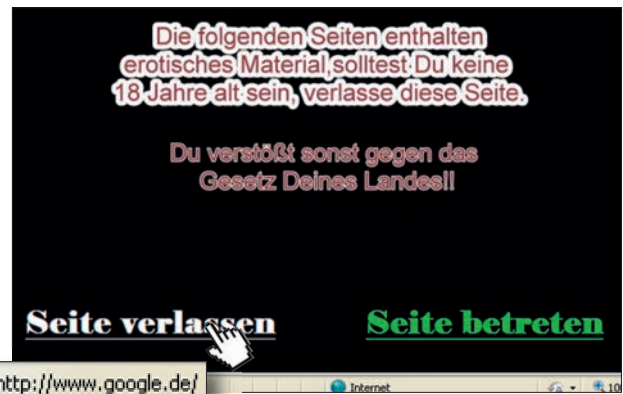 Die folgenden Seiten enthalten
erotisches Material,solltest Du keine
18 Jahre alt sein, verlasse diese Seite.
Du verstößt sonst gegen das
Gesetz Deines Landes!!
Seite verlassen Seite betreten
http://www.google.de/ Internet 10